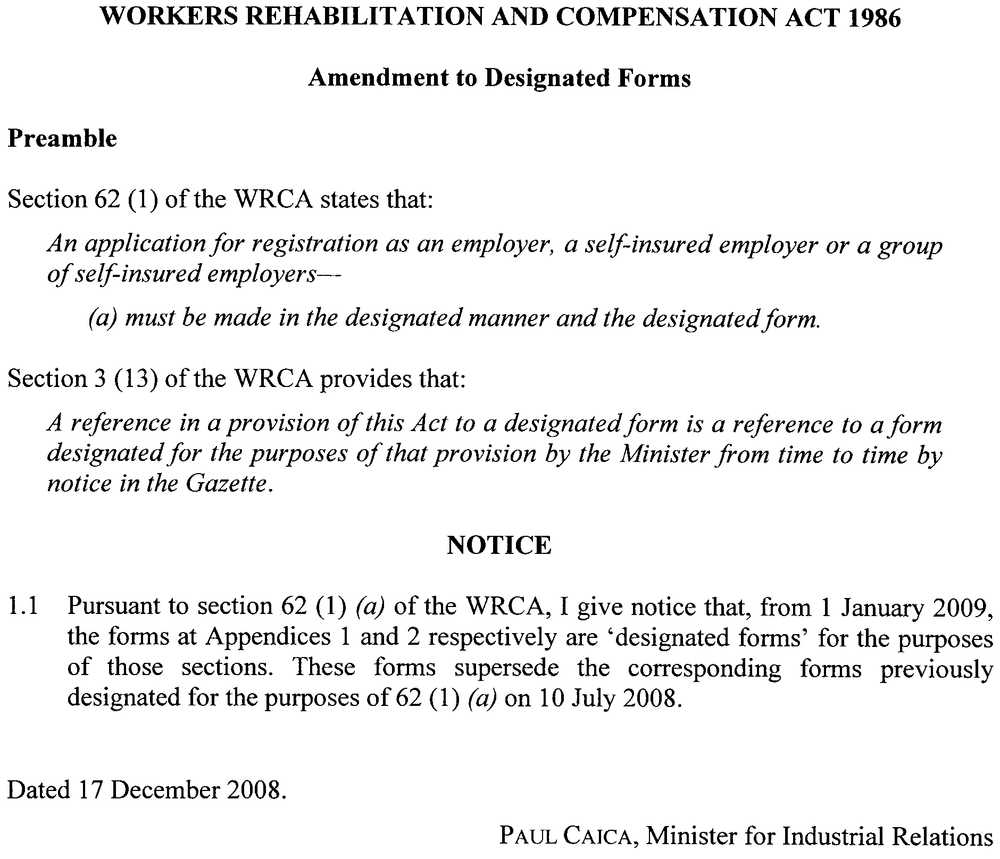 WORKERS REHABILITATION AND COMPENSATION ACT 1986
Amendment to Designated Forms
Preamble
Section 62 (1) of the WRCA states that:
An application for registration as an employer, a self-insured employer or a group
of self-insured employers—
(a) must be made in the designated manner and the designated form.
Section 3 (13) of the WRCA provides that:
A reference in a provision of this Act to a designated form is a reference to a form
designated for the purposes of that provision by the Minister from time to time by
notice in the Gazette.
NOTICE
1.1 Pursuant to section 62 (1) (a) of the WRCA, I give notice that, from 1 January 2009,
the forms at Appendices 1 and 2 respectively are ‘designated forms’ for the purposes
of those sections. These forms supersede the corresponding forms previously
designated for the purposes of 62 (1) (a) on 10 July 2008.
Dated 17 December 2008.
PAUL CAICA, Minister for Industrial Relations